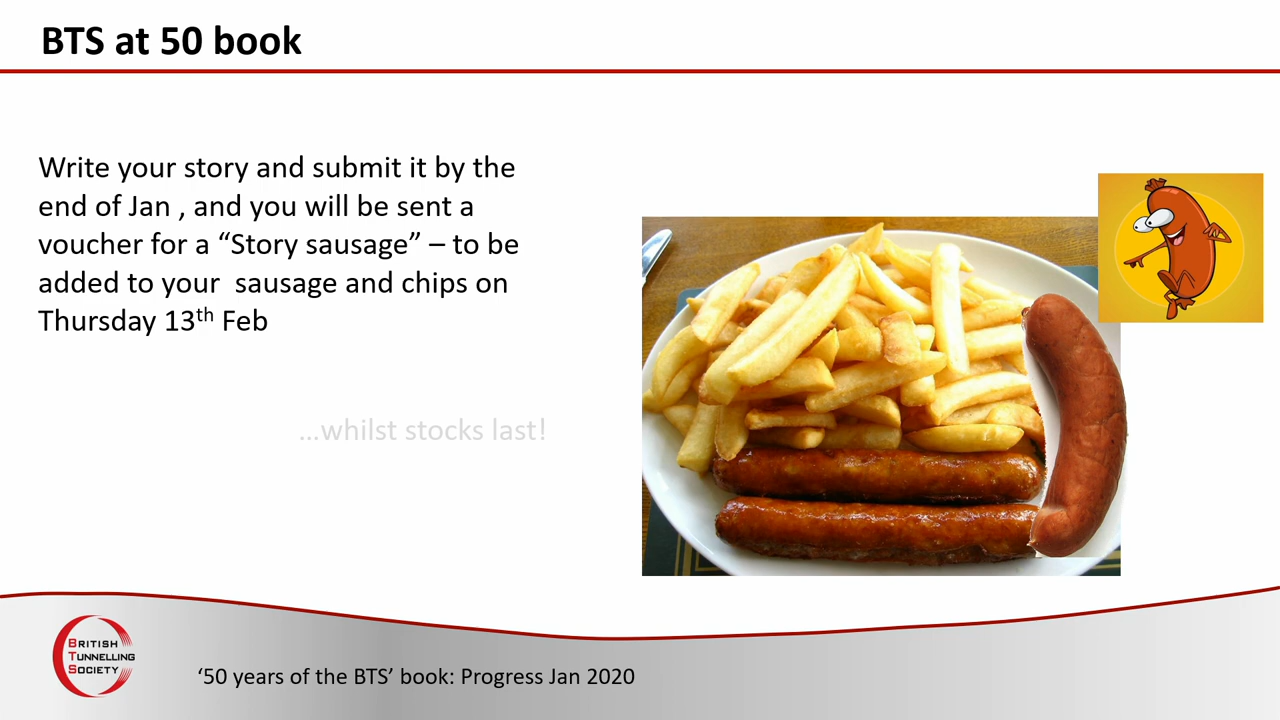 BTS at 50 book
Write your story and submit it by the
end of Jan , and you will be sent a
voucher for a “Story sausage” – to be
added to your  sausage and chips on
Thursday 13th Feb
...whilst stocks last!
BRITISH
TUNNELLING
SOCIETY
‘50 years of the BTS’ book: Progress Jan 2020